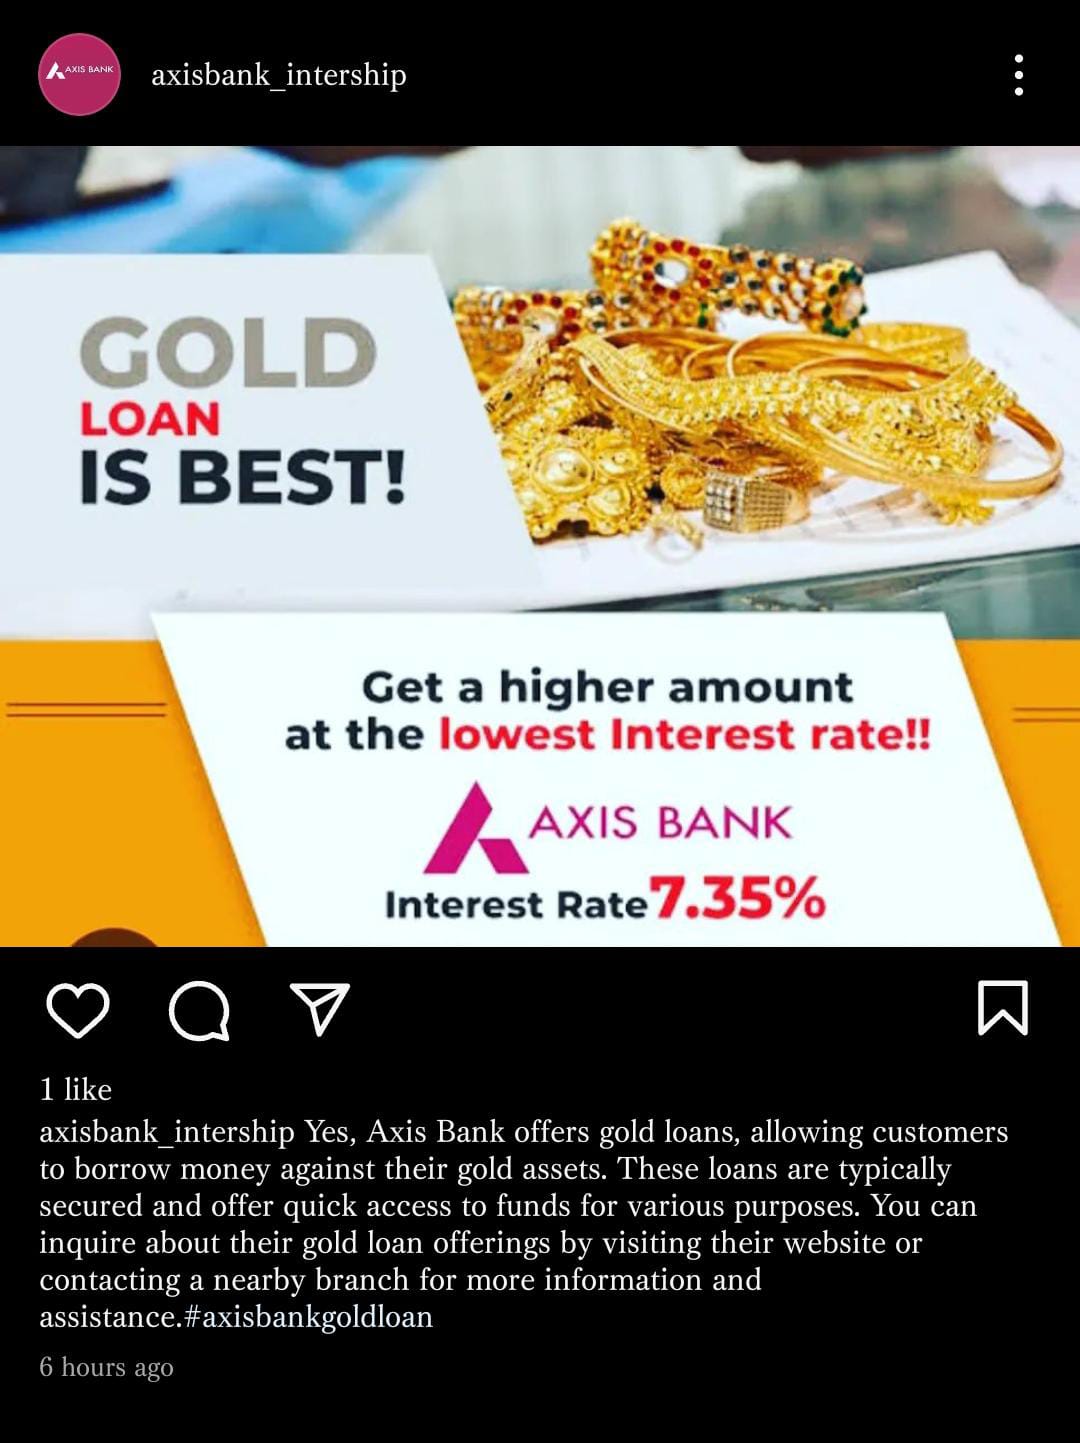 AXIS BANK
axisbank_intership
GOLD
LOAN
IS BEST!
Get a higher amount
at the lowest Interest rate!!
AXIS BANK
Interest Rate 7.35%
1 like
axisbank_intership Yes, Axis Bank offers gold loans, allowing customers
to borrow money against their gold assets. These loans are typically
secured and offer quick access to funds for various purposes. You can
inquire about their gold loan offerings by visiting their website or
contacting a nearby branch for more information and
assistance.#axisbankgoldloan
6 hours ago